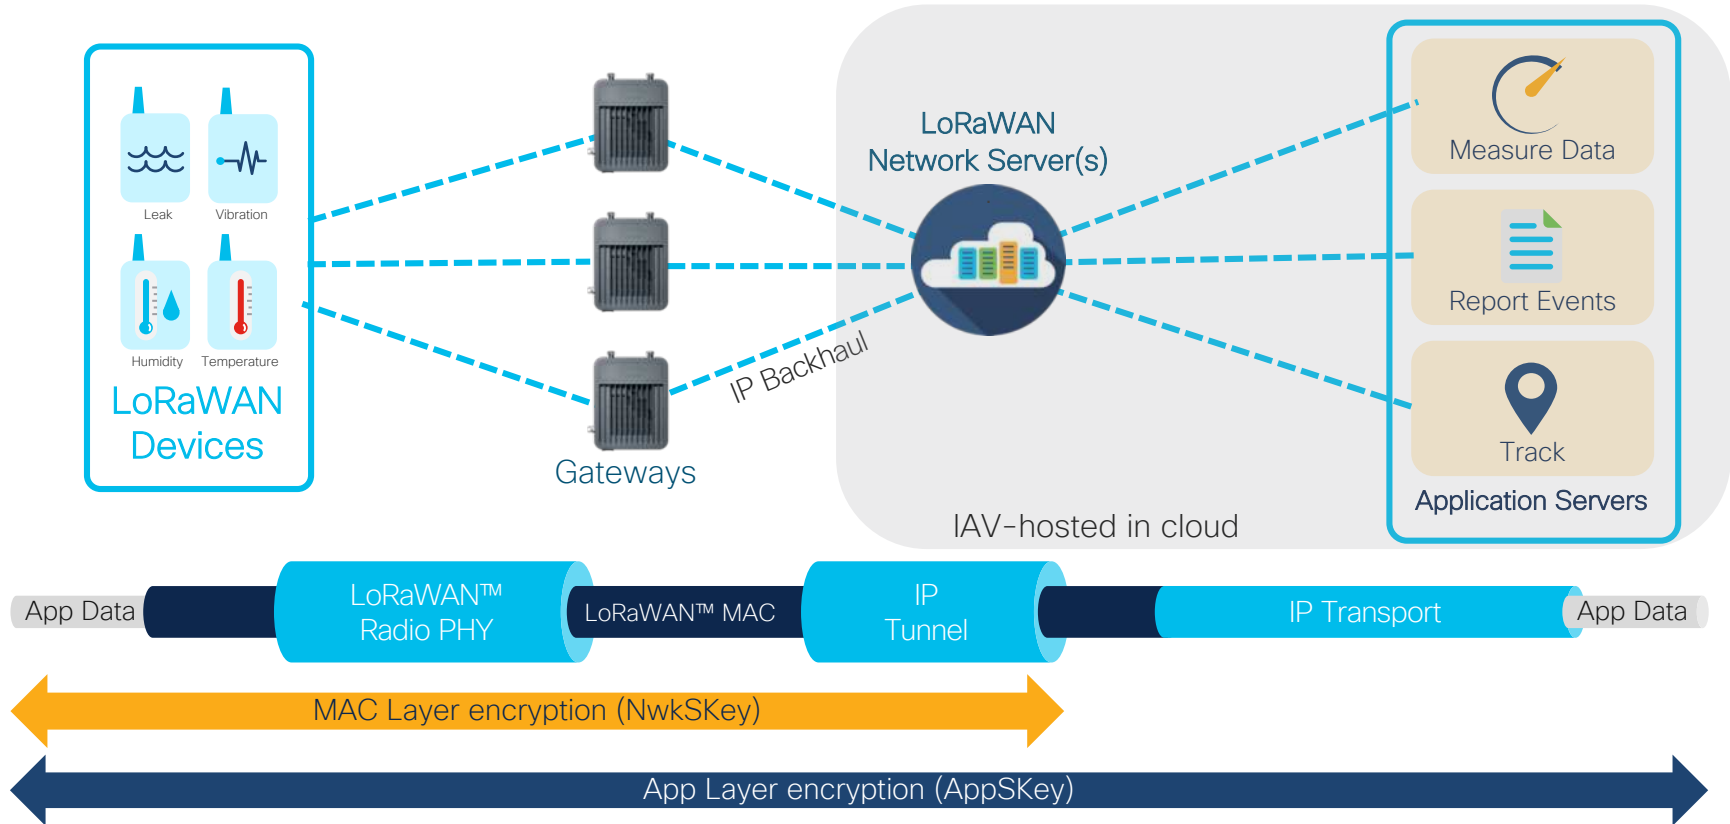 Leak
Vibration
Humidity
Temperature
LoRaWAN
Devices
Gateways
IP Backhaul
LoRaWAN
Network Server(s)
Measure Data
Report Events
Track
Application Servers
IAV-hosted in cloud
App Data
LoRaWAN™
Radio PHY
LoRaWAN™ MAC
IP
Tunnel
IP Transport
App Data
MAC Layer encryption (NwkSKey)
App Layer encryption (AppSKey)